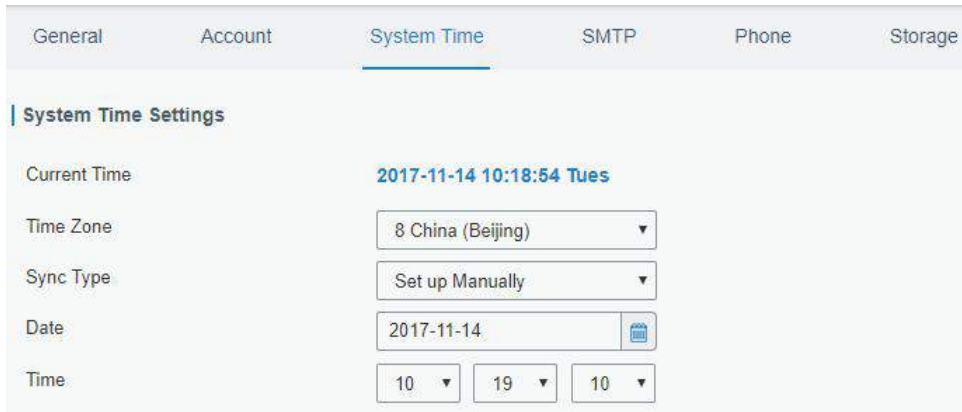 General Account System Time SMTP Phone Storage
System Time Settings
Current Time 2017-11-14 10:18:54 Tues
Time Zone 8 China (Beijing)
Sync Type Set up Manually
Date 2017-11-14
Time 10 19 10